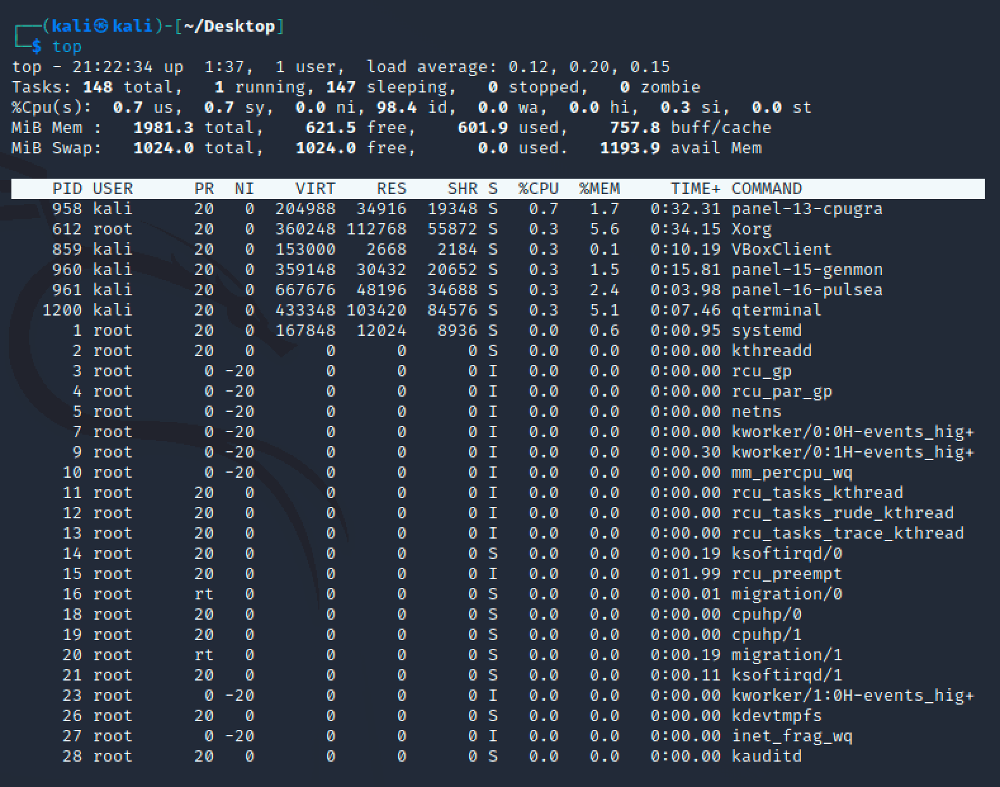 ┌──(kali㉿kali)-[~/Desktop]
└─$ top
top - 21:22:34 up  1:37,  1 user,  load average: 0.12, 0.20, 0.15
Tasks: 148 total,   1 running, 147 sleeping,   0 stopped,   0 zombie
%Cpu(s):  0.7 us,  0.7 sy,  0.0 ni, 98.4 id,  0.0 wa,  0.0 hi,  0.3 si,  0.0 st
MiB Mem :   1981.3 total,    621.5 free,    601.9 used,    757.8 buff/cache
MiB Swap:   1024.0 total,   1024.0 free,      0.0 used.   1193.9 avail Mem
    PID USER      PR  NI    VIRT    RES    SHR S  %CPU  %MEM     TIME+ COMMAND
    958 kali      20   0  204988  34916  19348 S   0.7   1.7   0:32.31 panel-13-cpugra
    612 root      20   0  360248 112768  55872 S   0.3   5.6   0:34.15 Xorg
    859 kali      20   0  153000   2668   2184 S   0.3   0.1   0:10.19 VBoxClient
    960 kali      20   0  359148  30432  20652 S   0.3   1.5   0:15.81 panel-15-genmon
    961 kali      20   0  667676  48196  34688 S   0.3   2.4   0:03.98 panel-16-pulsea
   1200 kali      20   0  433348 103420  84576 S   0.3   5.1   0:07.46 qterminal
      1 root      20   0  167848  12024   8936 S   0.0   0.6   0:00.95 systemd
      2 root      20   0       0      0      0 S   0.0   0.0   0:00.00 kthreadd
      3 root       0 -20       0      0      0 I   0.0   0.0   0:00.00 rcu_gp
      4 root       0 -20       0      0      0 I   0.0   0.0   0:00.00 rcu_par_gp
      5 root       0 -20       0      0      0 I   0.0   0.0   0:00.00 netns
      7 root       0 -20       0      0      0 I   0.0   0.0   0:00.00 kworker/0:0H-events_hig+
      9 root       0 -20       0      0      0 I   0.0   0.0   0:00.30 kworker/0:1H-events_hig+
     10 root       0 -20       0      0      0 I   0.0   0.0   0:00.00 mm_percpu_wq
     11 root      20   0       0      0      0 I   0.0   0.0   0:00.00 rcu_tasks_kthread
     12 root      20   0       0      0      0 I   0.0   0.0   0:00.00 rcu_tasks_rude_kthread
     13 root      20   0       0      0      0 I   0.0   0.0   0:00.00 rcu_tasks_trace_kthread
     14 root      20   0       0      0      0 S   0.0   0.0   0:00.19 ksoftirqd/0
     15 root      20   0       0      0      0 I   0.0   0.0   0:01.99 rcu_preempt
     16 root      rt   0       0      0      0 S   0.0   0.0   0:00.01 migration/0
     18 root      20   0       0      0      0 S   0.0   0.0   0:00.00 cpuhp/0
     19 root      20   0       0      0      0 S   0.0   0.0   0:00.00 cpuhp/1
     20 root      rt   0       0      0      0 S   0.0   0.0   0:00.19 migration/1
     21 root      20   0       0      0      0 S   0.0   0.0   0:00.11 ksoftirqd/1
     23 root       0 -20       0      0      0 I   0.0   0.0   0:00.00 kworker/1:0H-events_hig+
     26 root      20   0       0      0      0 S   0.0   0.0   0:00.00 kdevtmpfs
     27 root       0 -20       0      0      0 I   0.0   0.0   0:00.00 inet_frag_wq
     28 root      20   0       0      0      0 S   0.0   0.0   0:00.00 kauditd